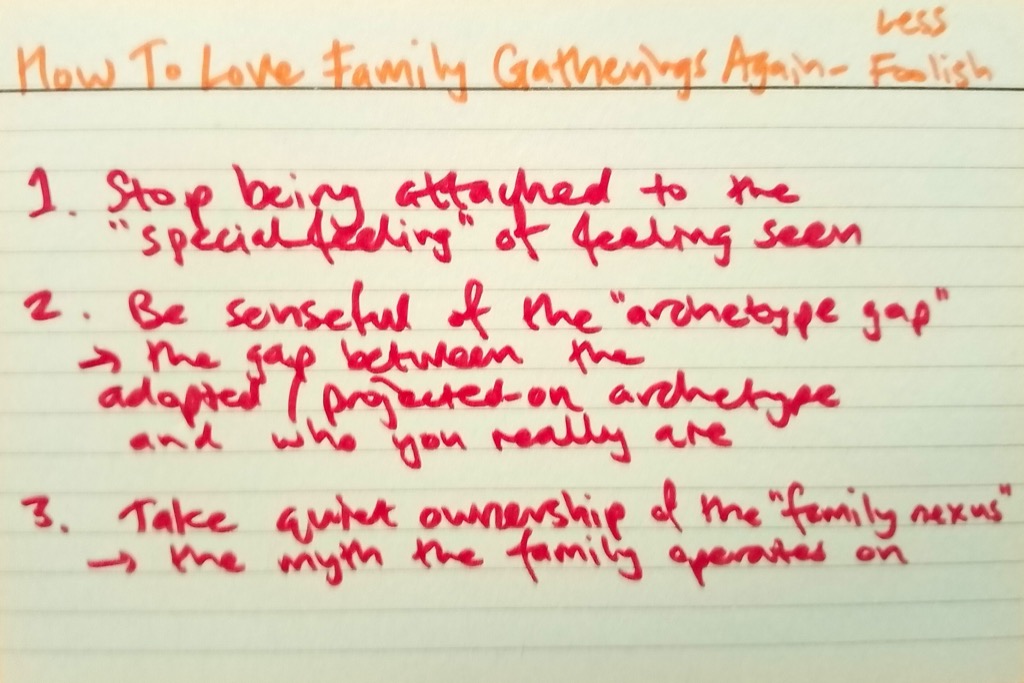 How To Love Family Gatherings Again - Less Foolish
1. Stop being attached to the
"special feeling" of feeling seen
2. Be senseful of the "archetype gap"
→ the gap between the
adopted / projected-on archetype
and who you really are
3. Take quiet ownership of the "family nexus"
→ the myth the family operates on